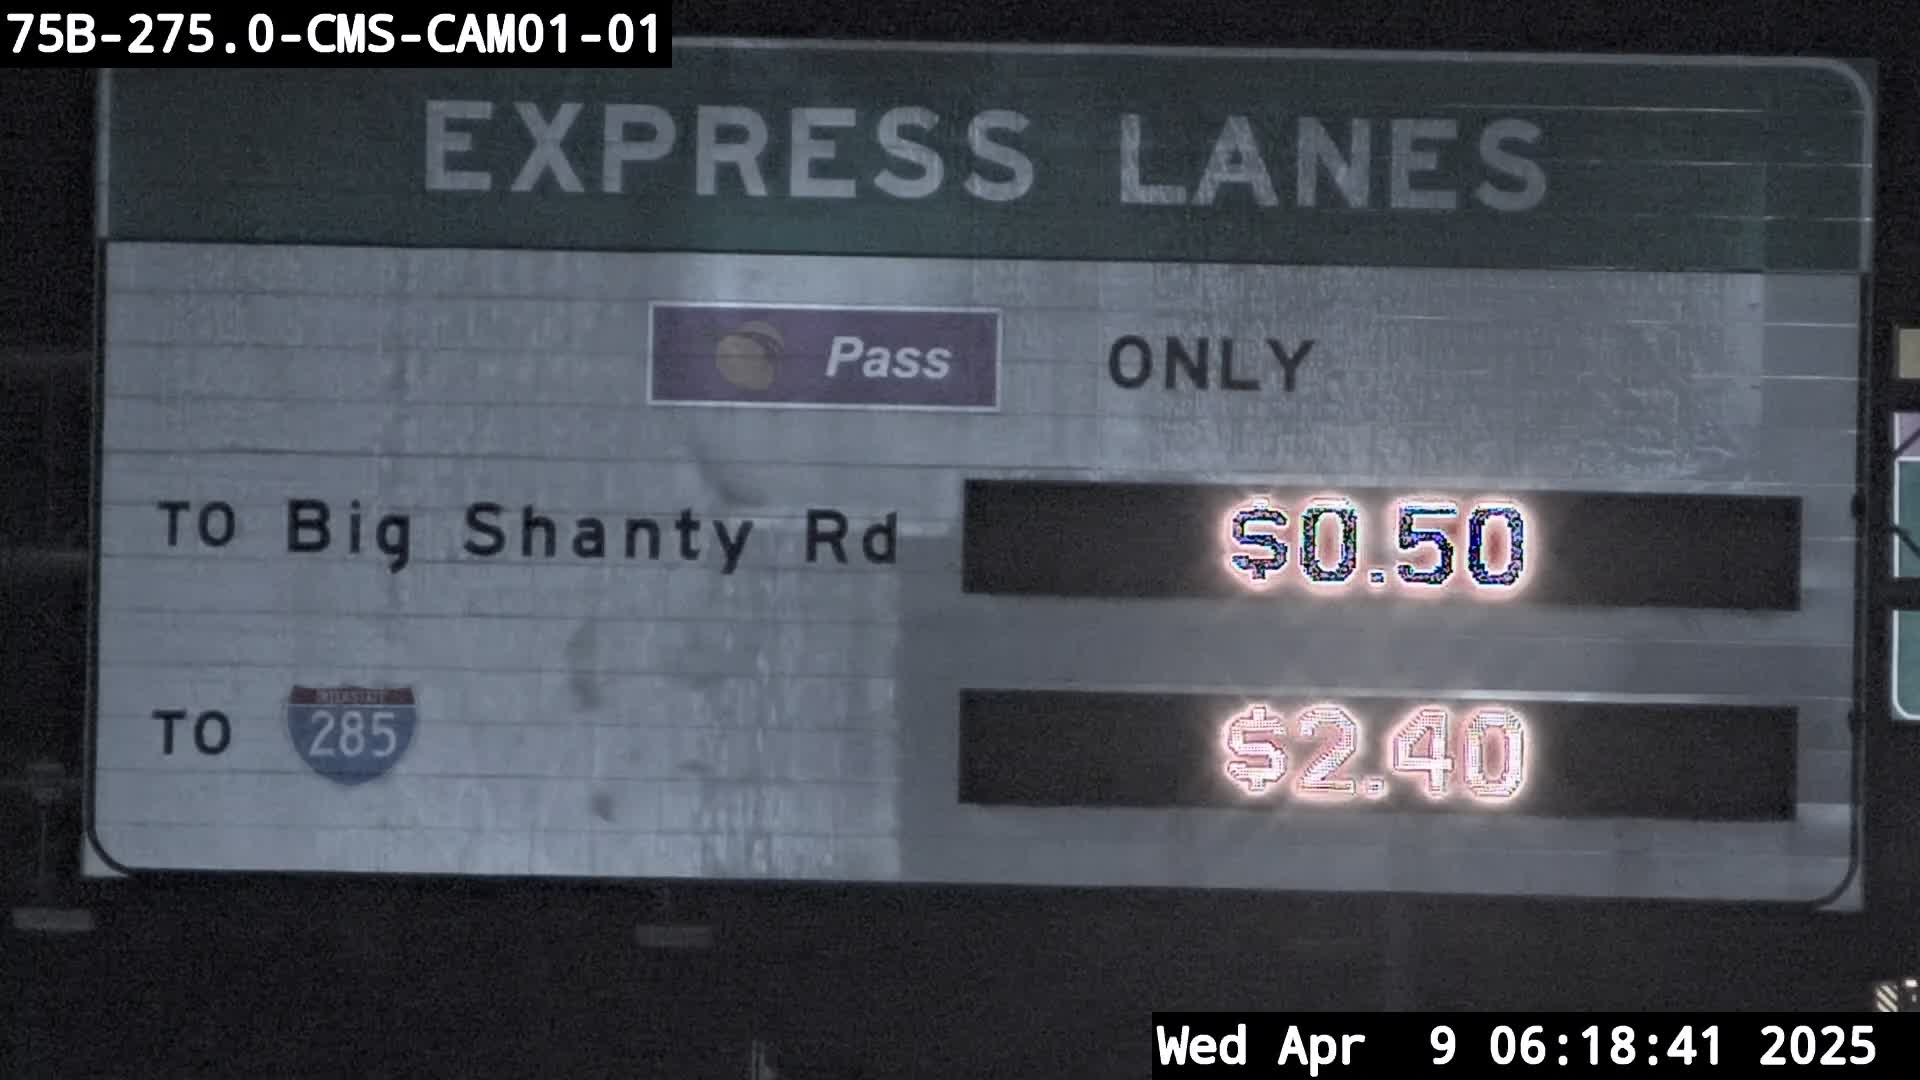 75B-275.0-CMS-CAM01-01
EXPRESS LANES
Pass ONLY
TO Big Shanty Rd $0.50
TO INTERSTATE 285 $2.40
Wed Apr 9 06:18:41 2025